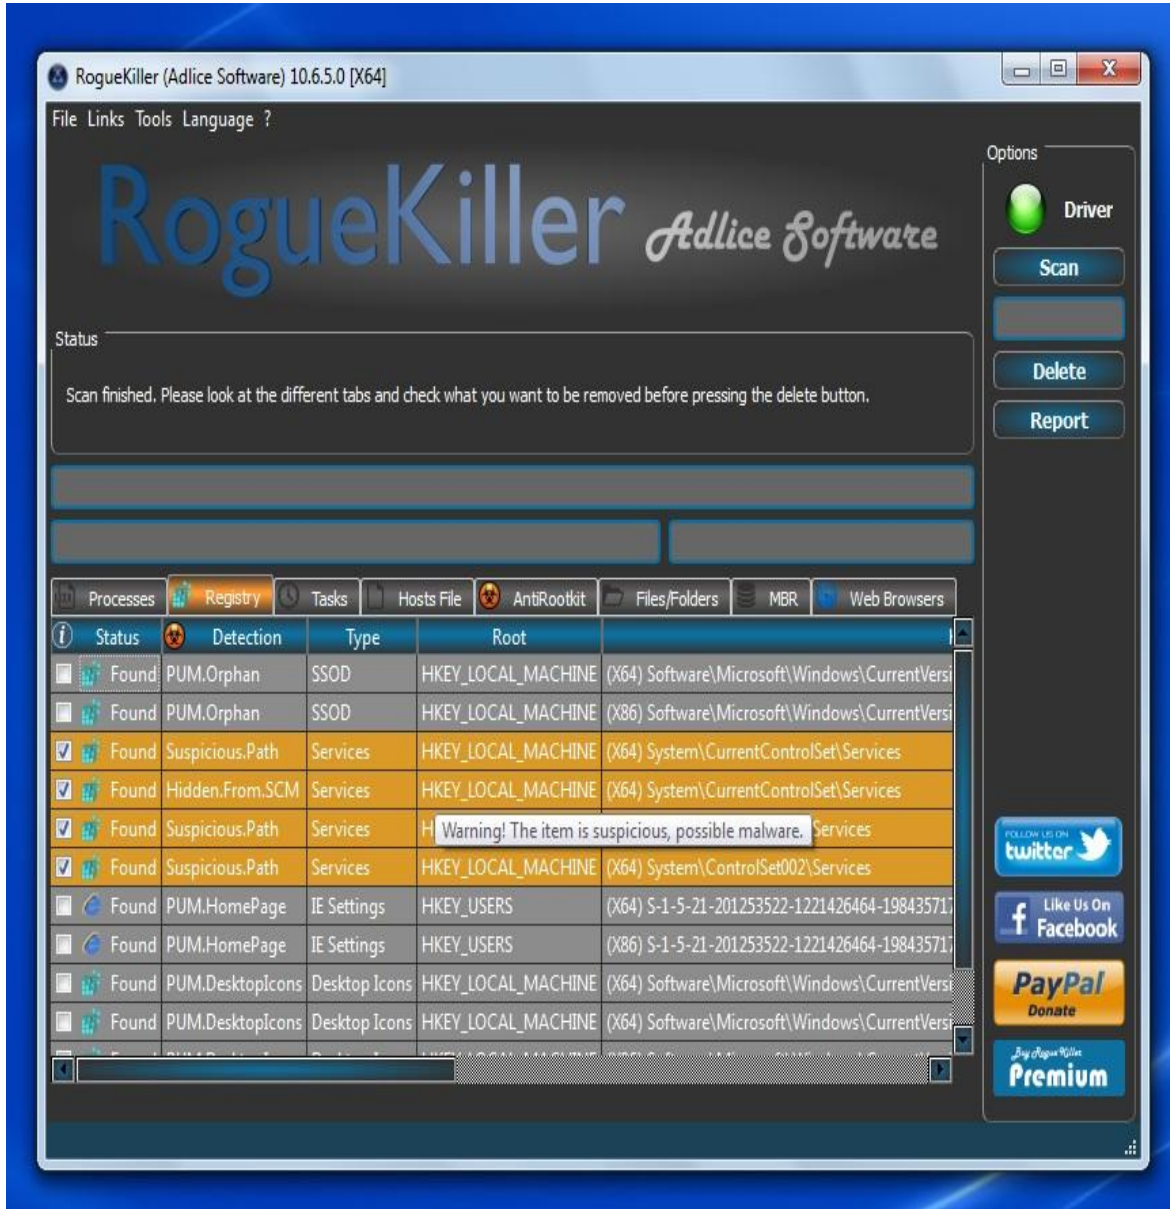 RogueKiller (Adlice Software) 10.6.5.0 [X64]
File Links Tools Language ?
RogueKiller Adlice Software
Options
Driver
Scan
Delete
Report
Status
Scan finished. Please look at the different tabs and check what you want to be removed before pressing the delete button.
Processes Registry Tasks Hosts File AntiRootkit Files/Folders MBR Web Browsers
Status Detection Type Root
Found PUM.Orphan SSOD HKEY_LOCAL_MACHINE (X64) Software\Microsoft\Windows\CurrentVersi
Found PUM.Orphan SSOD HKEY_LOCAL_MACHINE (X86) Software\Microsoft\Windows\CurrentVersi
Found Suspicious.Path Services HKEY_LOCAL_MACHINE (X64) System\CurrentControlSet\Services
Found Hidden.From.SCM Services HKEY_LOCAL_MACHINE (X64) System\CurrentControlSet\Services
Found Suspicious.Path Services H Warning! The item is suspicious, possible malware. Services
Found Suspicious.Path Services HKEY_LOCAL_MACHINE (X64) System\ControlSet002\Services
Found PUM.HomePage IE Settings HKEY_USERS (X64) S-1-5-21-201253522-1221426464-19843571
Found PUM.HomePage IE Settings HKEY_USERS (X86) S-1-5-21-201253522-1221426464-19843571
Found PUM.DesktopIcons Desktop Icons HKEY_LOCAL_MACHINE (X64) Software\Microsoft\Windows\CurrentVersi
Found PUM.DesktopIcons Desktop Icons HKEY_LOCAL_MACHINE (X64) Software\Microsoft\Windows\CurrentVersi
FOLLOW US ON
twitter
Like Us On
Facebook
PayPal
Donate
Buy Rogue Killer
Premium